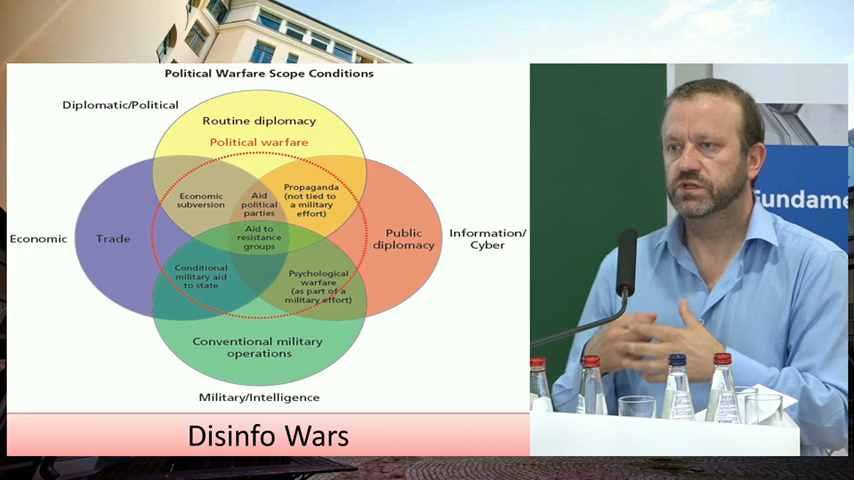 Political Warfare Scope Conditions
Diplomatic/Political
Routine diplomacy
Political warfare
Economic
subversion
Aid
political
parties
Propaganda
(not tied to
a military
effort)
Economic
Trade
Aid to
resistance
groups
Public
diplomacy
Information/
Cyber
Conditional
military aid
to state
Psychological
warfare
(as part of a
military effort)
Conventional military
operations
Military/Intelligence
Disinfo Wars
Fundame